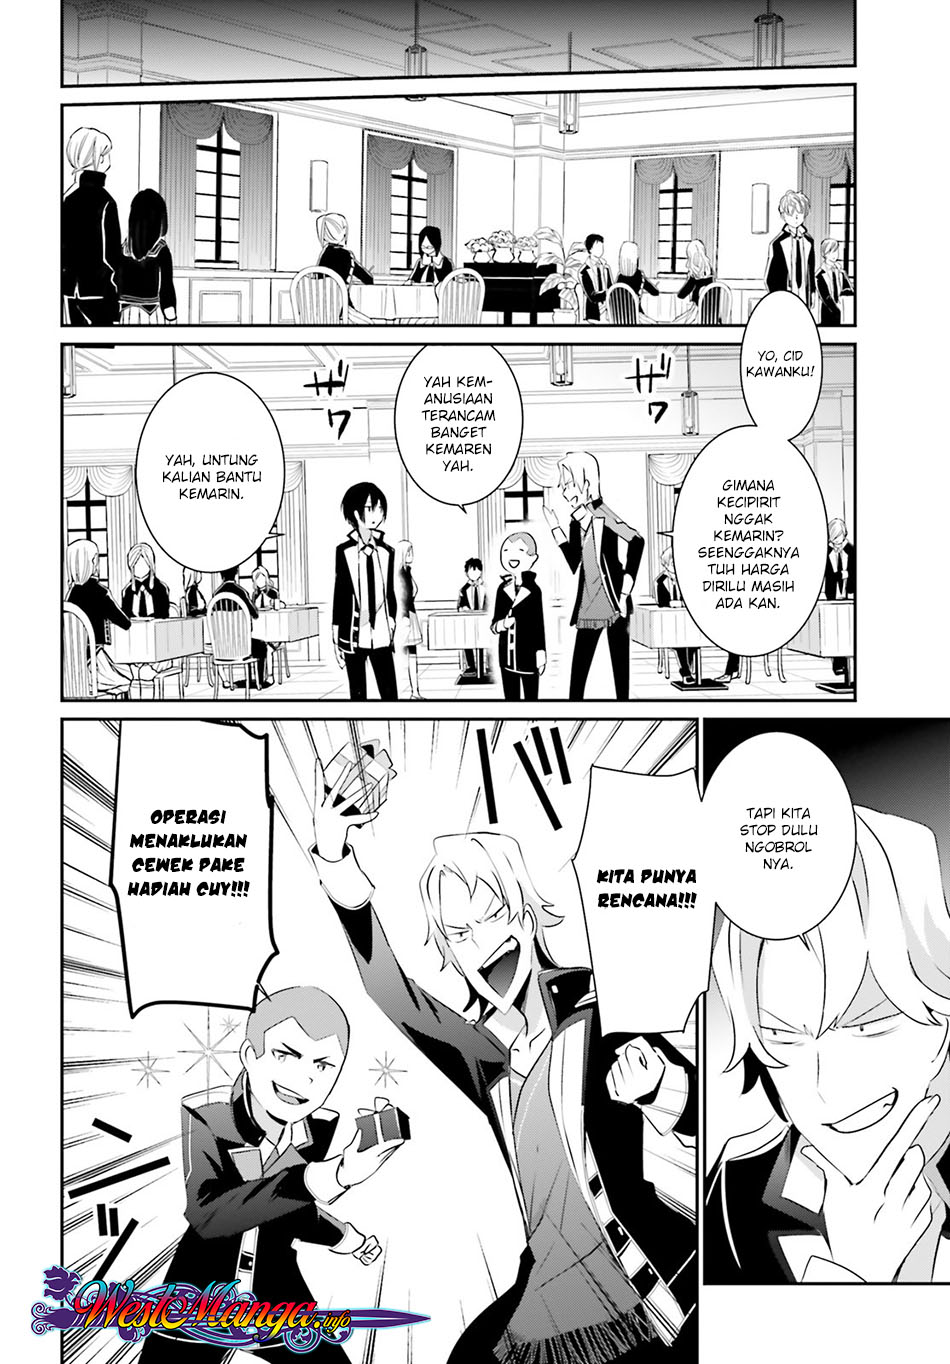 YO, CID
KAWANKU!
GIMANA
KECIPIRIT
NGGAK
KEMARIN?
SEENGGAKNYA
TUH HARGA
DIRILU MASIH
ADA KAN.
ザワ
YAH KEM-
ANUSIAAN
TERANCAM
BANGET
KEMAREN
YAH.
ザワ
YAH, UNTUNG
KALIAN BANTU
KEMARIN.
TAPI KITA
STOP DULU
NGOBROL
NYA.
KITA PUNYA
RENCANA!!!
OPERASI
MENAKLUKAN
CEWEK PAKE
HADIAH CUY!!!
WestManga.info